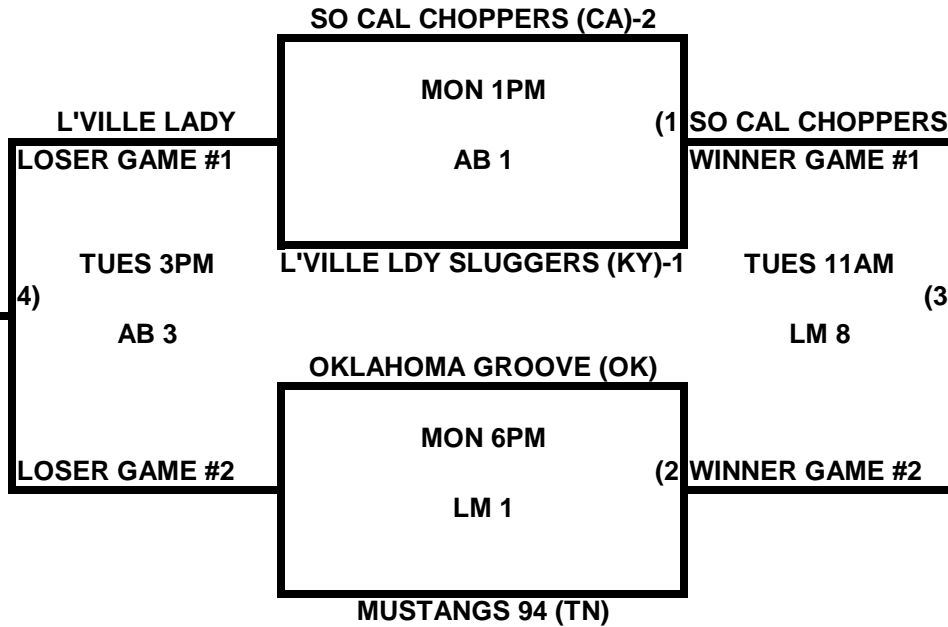 SO CAL CHOPPERS (CA)-2
MON 1PM
L'VILLE LADY
(1
SO CAL CHOPPERS
LOSER GAME #1
AB 1
WINNER GAME #1
TUES 3PM
L'VILLE LDY SLUGGERS (KY)-1
TUES 11AM
4)
(3
AB 3
LM 8
OKLAHOMA GROOVE (OK)
MON 6PM
LOSER GAME #2
(2
WINNER GAME #2
LM 1
MUSTANGS 94 (TN)